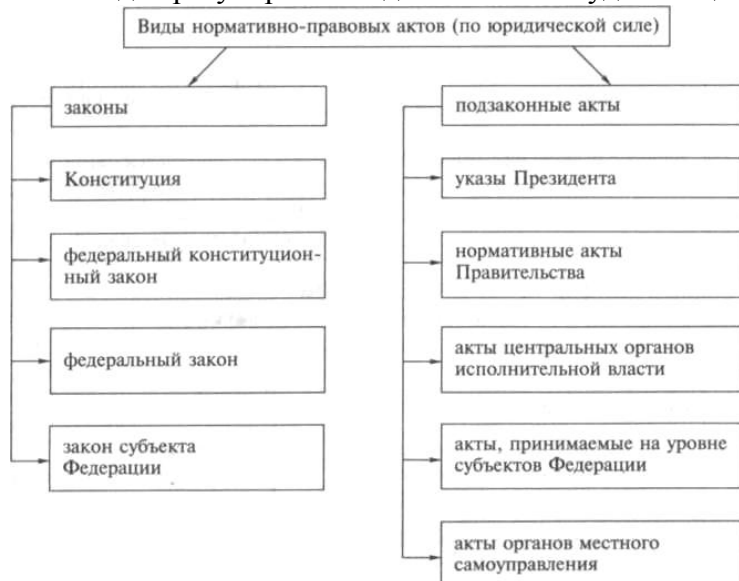 Виды нормативно-правовых актов (по юридической силе)
законы
Конституция
федеральный конституцион-
ный закон
федеральный закон
закон субъекта
Федерации
подзаконные акты
указы Президента
нормативные акты
Правительства
акты центральных органов
исполнительной власти
акты, принимаемые на уровне
субъектов Федерации
акты органов местного
самоуправления